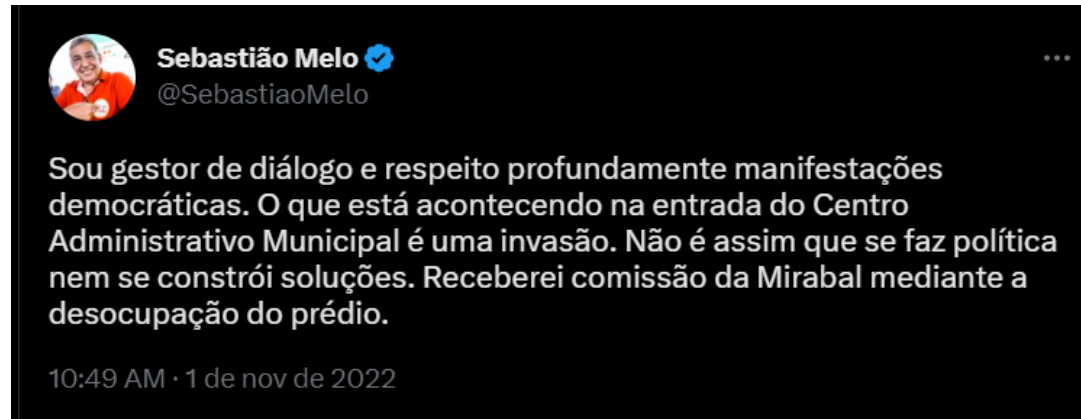 Sebastião Melo
@SebastiaoMelo
Sou gestor de diálogo e respeito profundamente manifestações
democráticas. O que está acontecendo na entrada do Centro
Administrativo Municipal é uma invasão. Não é assim que se faz política
nem se constrói soluções. Receberei comissão da Mirabal mediante a
desocupação do prédio.
10:49 AM · 1 de nov de 2022